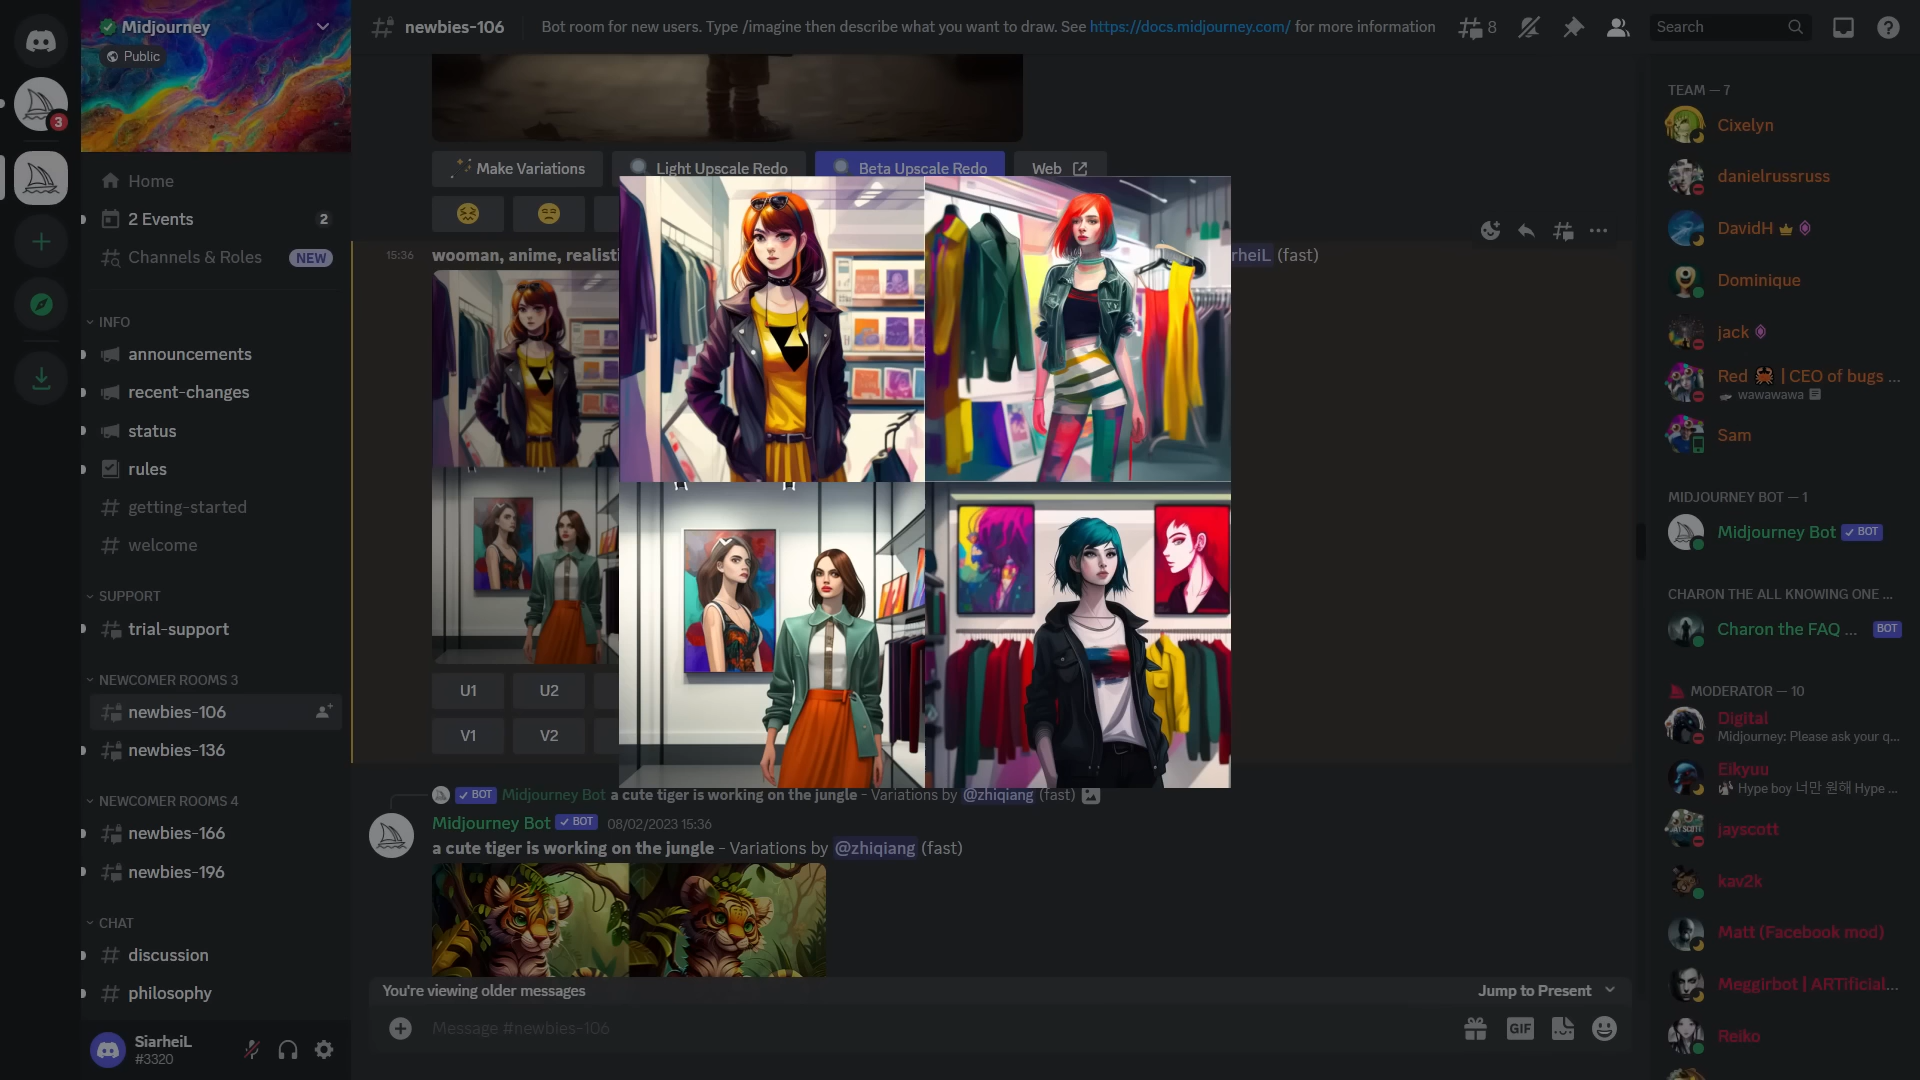 Midjourney
Public
3
Home
2 Events
2
Channels & Roles
NEW
INFO
announcements
recent-changes
status
rules
getting-started
welcome
SUPPORT
trial-support
NEWCOMER ROOMS 3
newbies-106
newbies-136
NEWCOMER ROOMS 4
newbies-166
newbies-196
CHAT
discussion
philosophy
SiarheiL
#3320
newbies-106
Bot room for new users. Type /imagine then describe what you want to draw. See https://docs.midjourney.com/ for more information
8
Search
Make Variations
Light Upscale Redo
Beta Upscale Redo
Web
15:36
wooman, anime, realisti
rheiL (fast)
U1
U2
V1
V2
BOT Midjourney Bot a cute tiger is working on the jungle - Variations by @zhiqiang (fast)
Midjourney Bot BOT 08/02/2023 15:36
a cute tiger is working on the jungle - Variations by @zhiqiang (fast)
You're viewing older messages
Jump to Present
Message #newbies-106
GIF
TEAM — 7
Cixelyn
danielrussruss
DavidH
Dominique
jack
Red | CEO of bugs ...
wawawawa
Sam
MIDJOURNEY BOT — 1
Midjourney Bot BOT
CHARON THE ALL KNOWING ONE ...
Charon the FAQ ... BOT
MODERATOR — 10
Digital
Midjourney: Please ask your q...
Eikyuu
Hype boy 너만 원해 Hype ...
jayscott
kav2k
Matt (Facebook mod)
Meggirbot | ARTificial...
Reiko